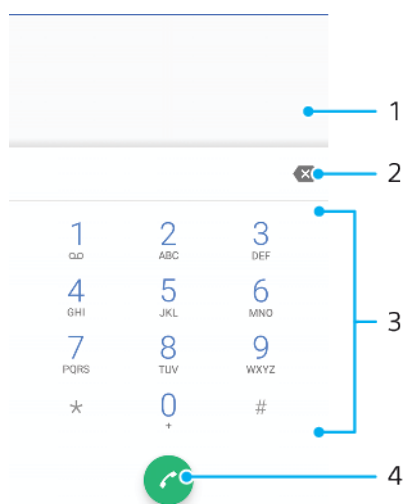 1
2
1 2 3
ABC DEF
4 5 6
GHI JKL MNO
3
7 8 9
PQRS TUV WXYZ
* 0 #
+
4